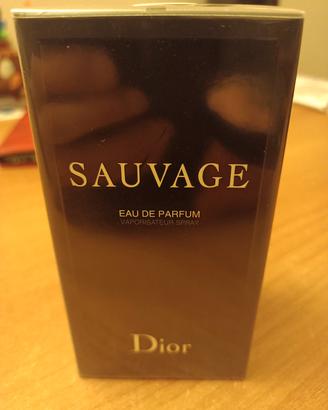 SAUVAGE
EAU DE PARFUM
VAPORISATEUR SPRAY
Dior